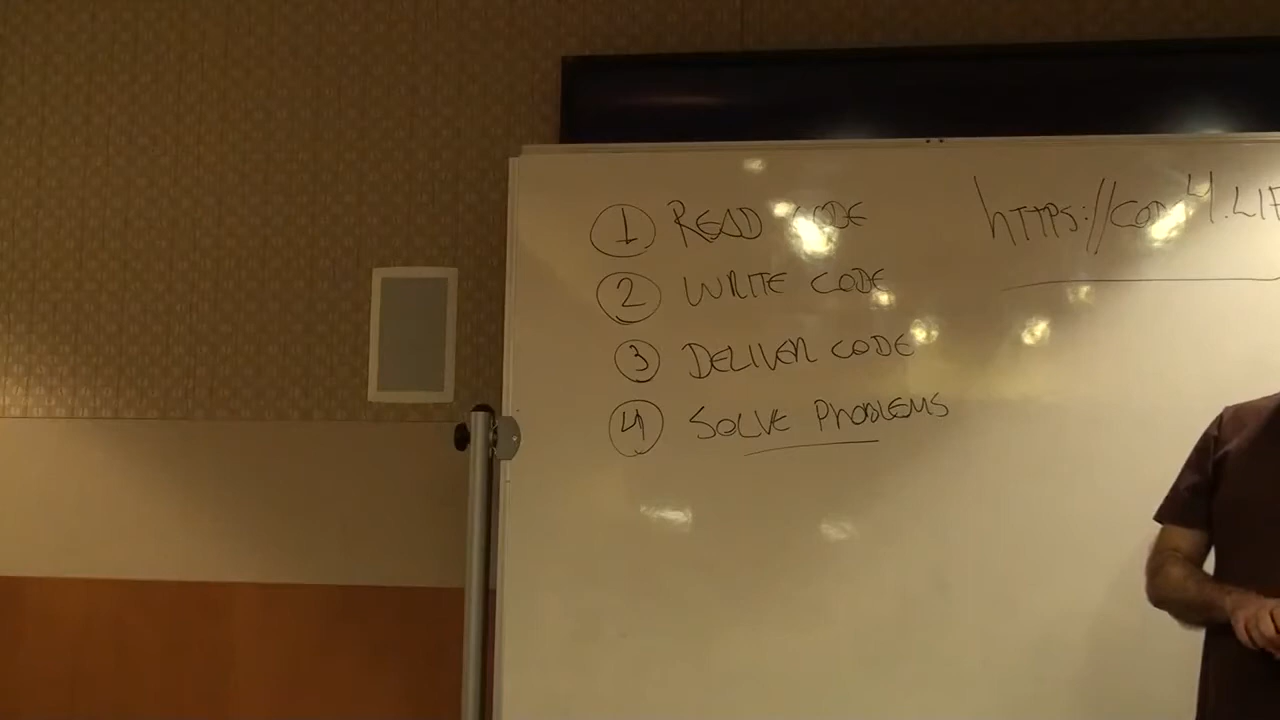 1 READ CODE
2 WRITE CODE
3 DELIVER CODE
4 SOLVE PROBLEMS